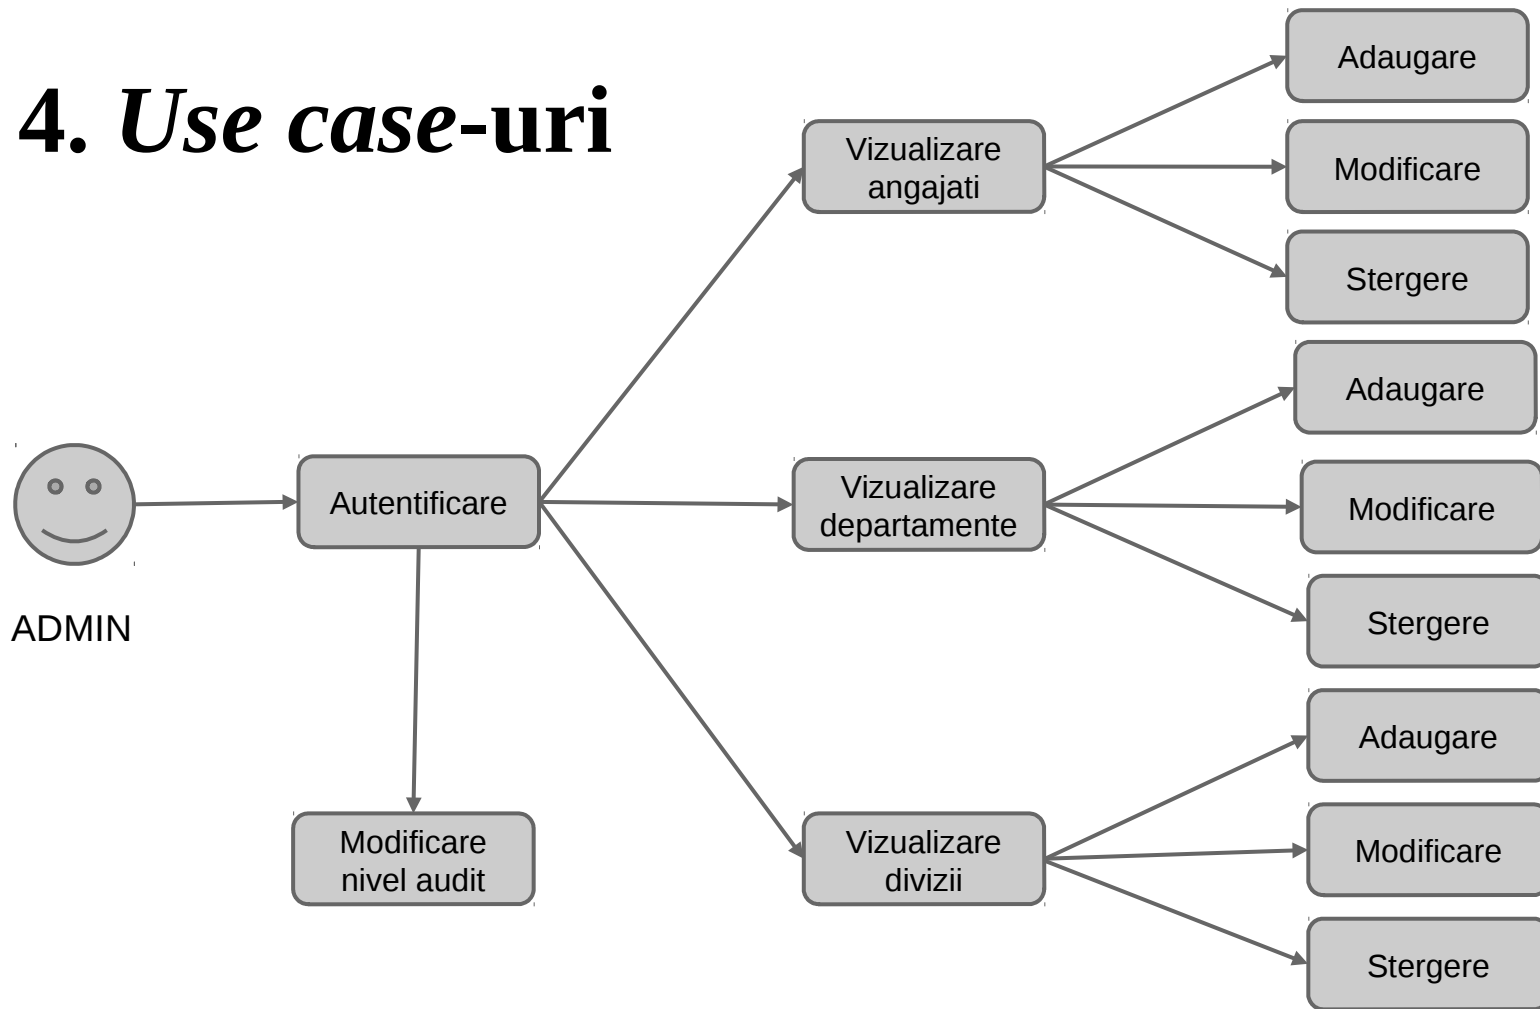 4. Use case-uri
Adaugare
Vizualizare
angajati
Modificare
Stergere
Adaugare
Autentificare
Vizualizare
departamente
Modificare
Stergere
ADMIN
Adaugare
Modificare
nivel audit
Vizualizare
divizii
Modificare
Stergere